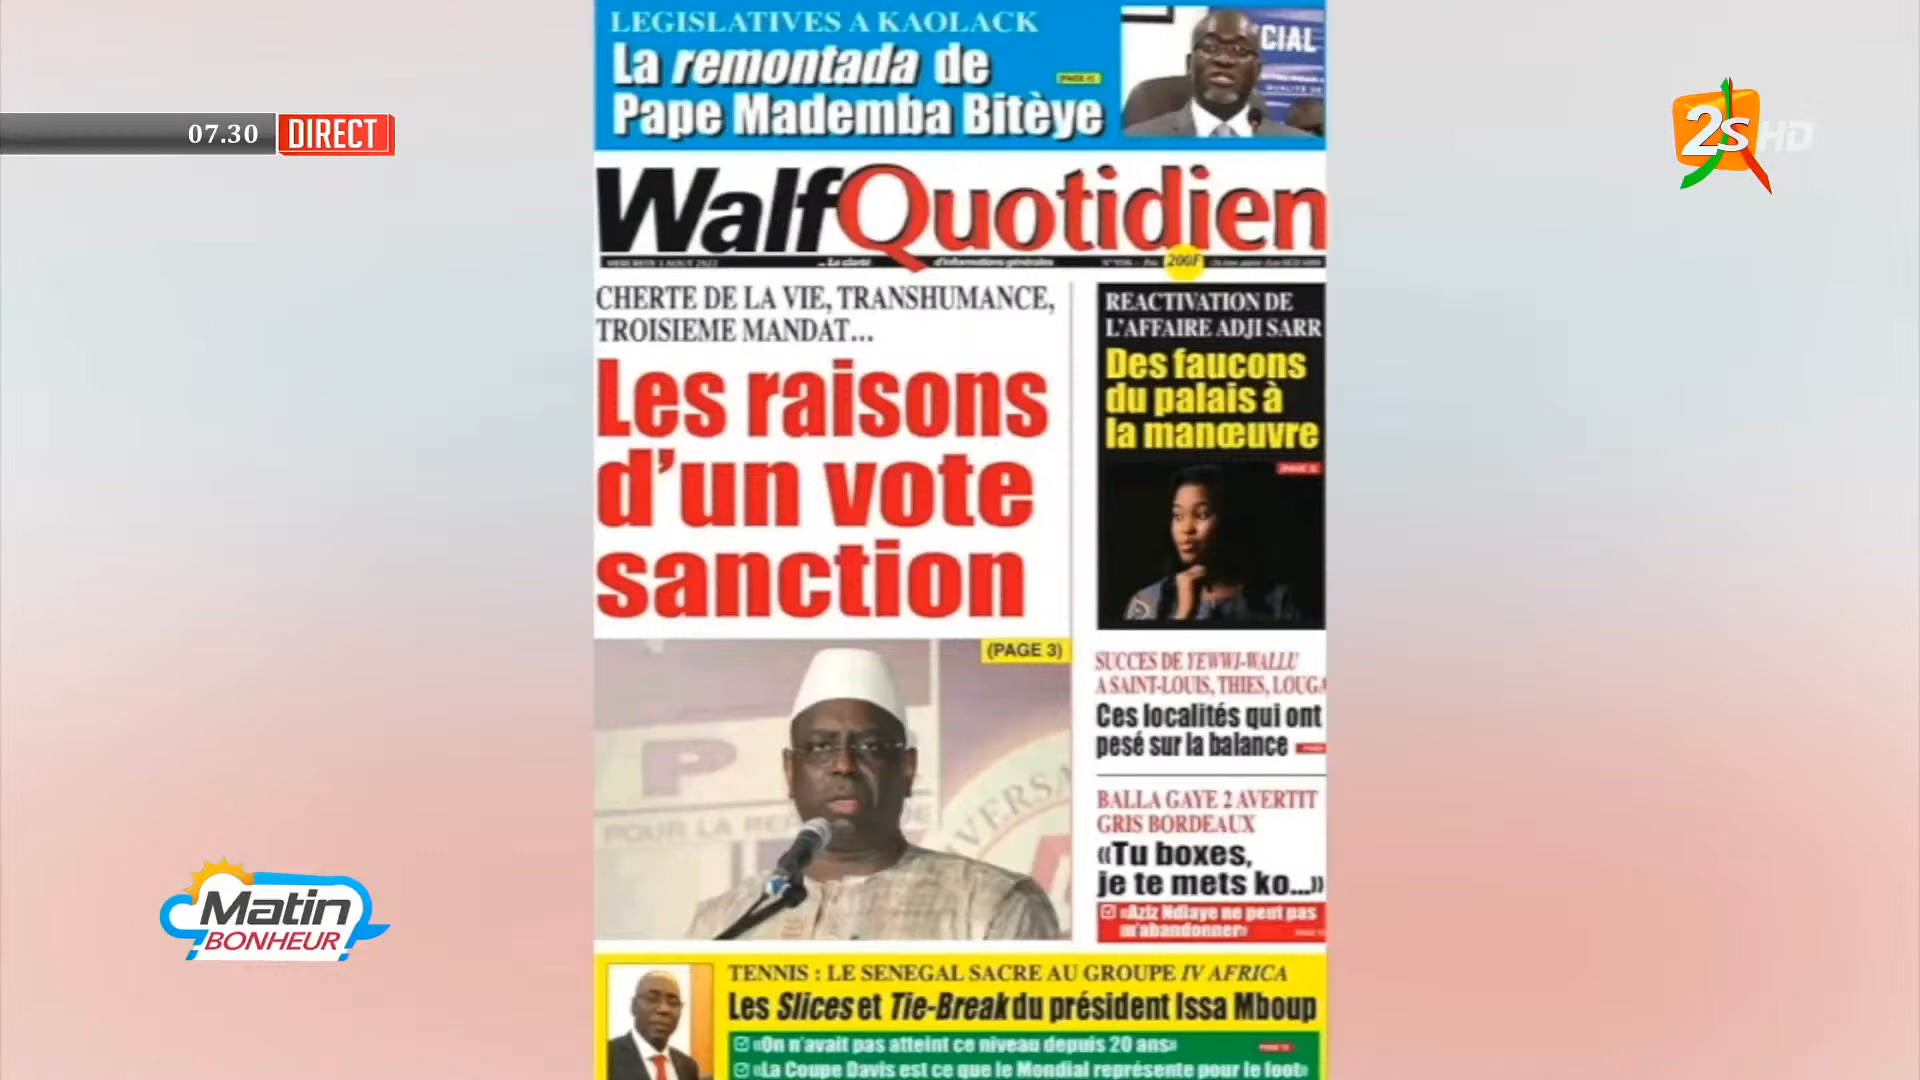 LEGISLATIVES A KAOLACK
La remontada de
Pape Mademba Bitèye
CIAL
07.30 DIRECT
2s HD
WalfQuotidien
200F
CHERTE DE LA VIE, TRANSHUMANCE,
TROISIEME MANDAT...
Les raisons
d'un vote
sanction
(PAGE 3)
POUR LA
REACTIVATION DE
L'AFFAIRE ADJI SARR
Des faucons
du palais à
la manœuvre
SUCCES DE YEWWI-WALLU
A SAINT-LOUIS, THIES, LOUGA
Ces localités qui ont
pesé sur la balance
BALLA GAYE 2 AVERTIT
GRIS BORDEAUX
«Tu boxes,
je te mets ko...»
«Aziz Ndiaye ne peut pas
m'abandonner»
Matin
BONHEUR
TENNIS : LE SENEGAL SACRE AU GROUPE IV AFRICA
Les Slices et Tie-Break du président Issa Mboup
«On n'avait pas atteint ce niveau depuis 20 ans»
«La Coupe Davis est ce que le Mondial représente pour le foot»